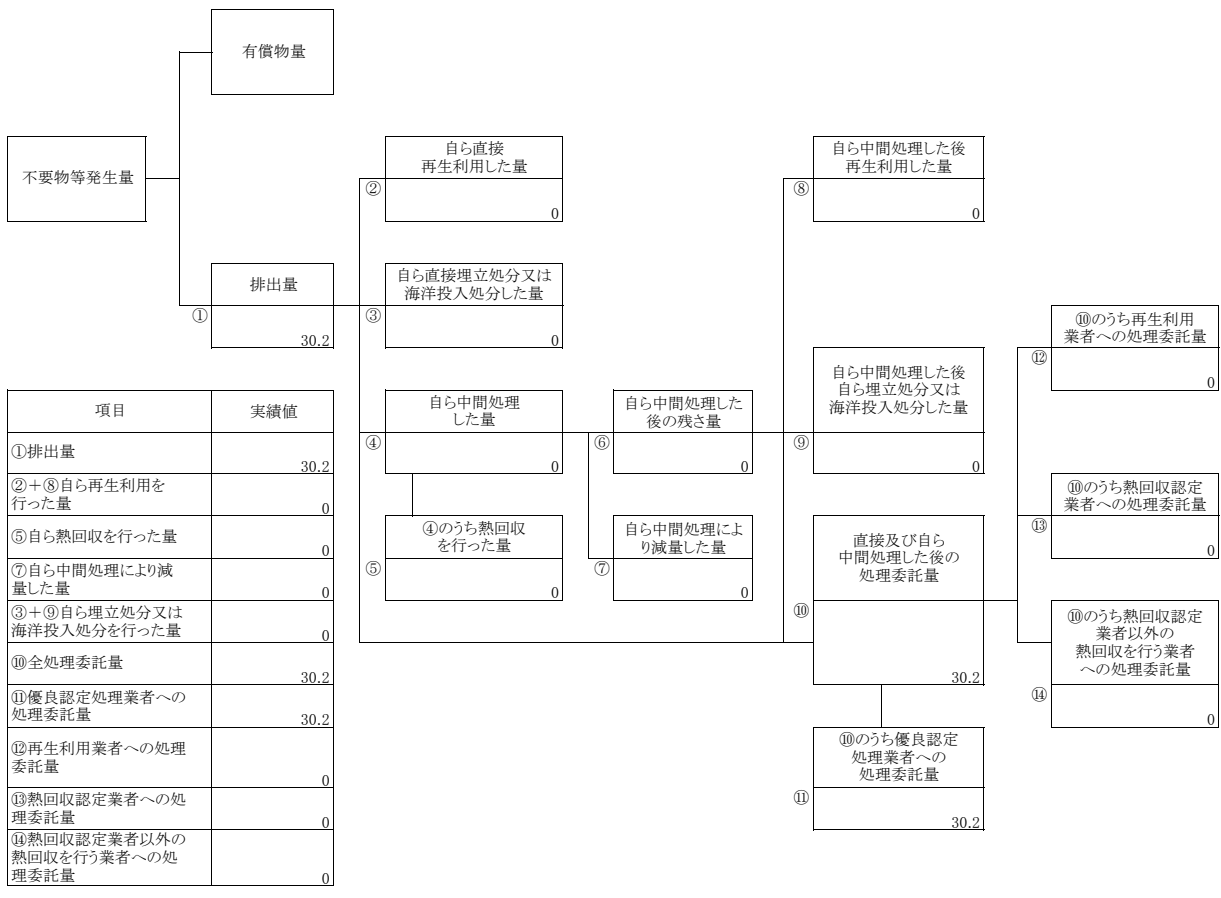 有償物量
不要物等発生量
排出量
①
30.2
自ら直接
再生利用した量
②
0
自ら直接埋立処分又は
海洋投入処分した量
③
0
自ら中間処理
した量
④
0
④のうち熱回収
を行った量
⑤
0
自ら中間処理した
後の残さ量
⑥
0
自ら中間処理によ
り減量した量
⑦
0
自ら中間処理した後
再生利用した量
⑧
0
自ら中間処理した後
自ら埋立処分又は
海洋投入処分した量
⑨
0
直接及び自ら
中間処理した後の
処理委託量
⑩
30.2
⑩のうち優良認定
処理業者への
処理委託量
⑪
30.2
⑩のうち再生利用
業者への処理委託量
⑫
0
⑩のうち熱回収認定
業者への処理委託量
⑬
0
⑩のうち熱回収認定
業者以外の
熱回収を行う業者
への処理委託量
⑭
0
項目 実績値
①排出量
30.2
②+⑧自ら再生利用を
行った量
0
⑤自ら熱回収を行った量
0
⑦自ら中間処理により減
量した量
0
③+⑨自ら埋立処分又は
海洋投入処分を行った量
0
⑩全処理委託量
30.2
⑪優良認定処理業者への
処理委託量
30.2
⑫再生利用業者への処理
委託量
0
⑬熱回収認定業者への処
理委託量
0
⑭熱回収認定業者以外の
熱回収を行う業者への処
理委託量
0